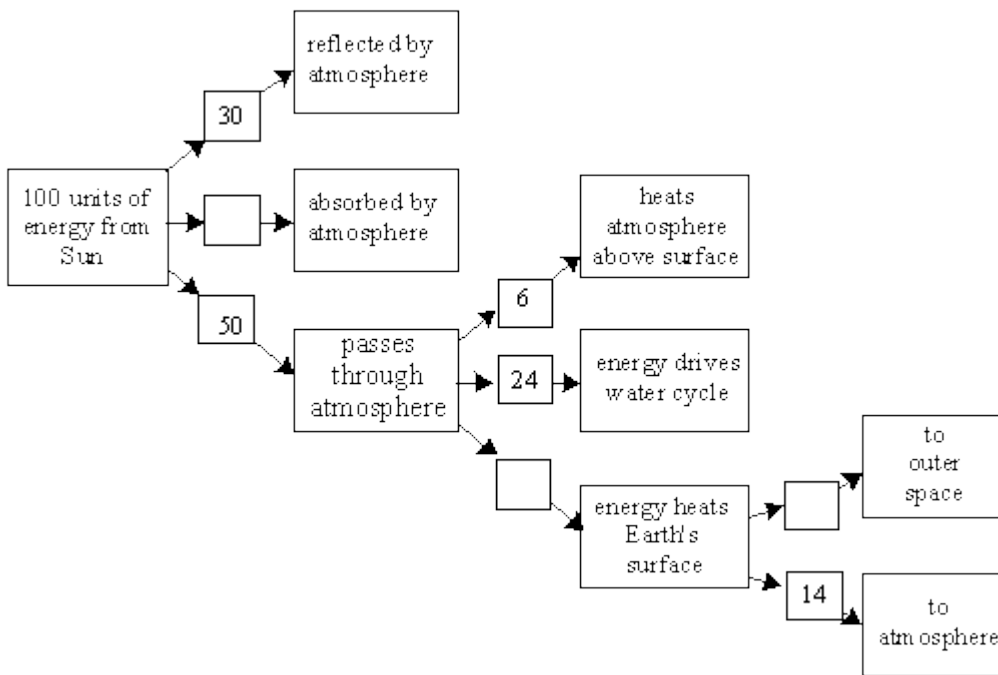 reflected by
atmosphere
30
100 units of
energy from
Sun
absorbed by
atmosphere
heats
atmosphere
above surface
50
6
passes
through
atmosphere
24
energy drives
water cycle
to
outer
space
energy heats
Earth's
surface
14
to
atmosphere